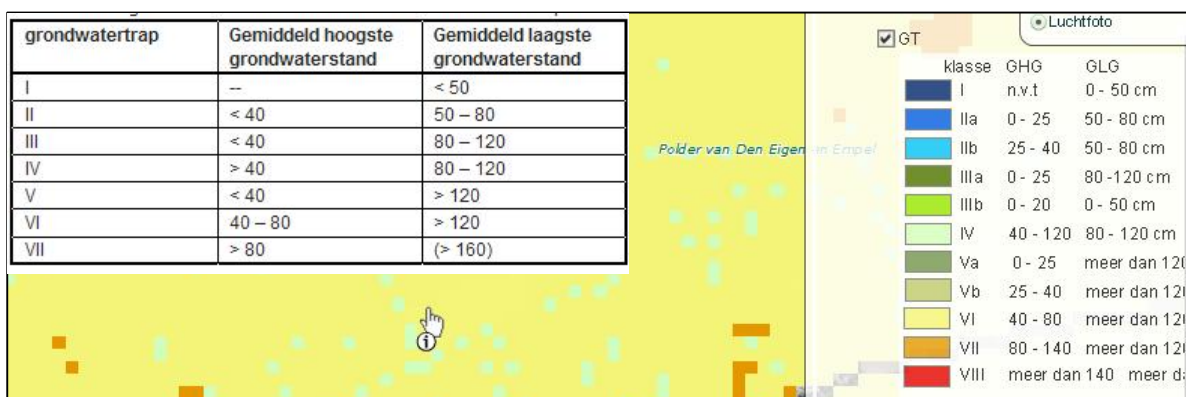 grondwatertrap Gemiddeld hoogste grondwaterstand Gemiddeld laagste grondwaterstand
I -- < 50
II < 40 50 – 80
III < 40 80 – 120
IV > 40 80 – 120
V < 40 > 120
VI 40 – 80 > 120
VII > 80 (> 160)
Polder van Den Eigen en Empel
Luchtfoto
GT
klasse GHG GLG
I n.v.t 0 - 50 cm
IIa 0 - 25 50 - 80 cm
IIb 25 - 40 50 - 80 cm
IIIa 0 - 25 80 -120 cm
IIIb 0 - 20 0 - 50 cm
IV 40 - 120 80 - 120 cm
Va 0 - 25 meer dan 120
Vb 25 - 40 meer dan 120
VI 40 - 80 meer dan 120
VII 80 - 140 meer dan 120
VIII meer dan 140 meer